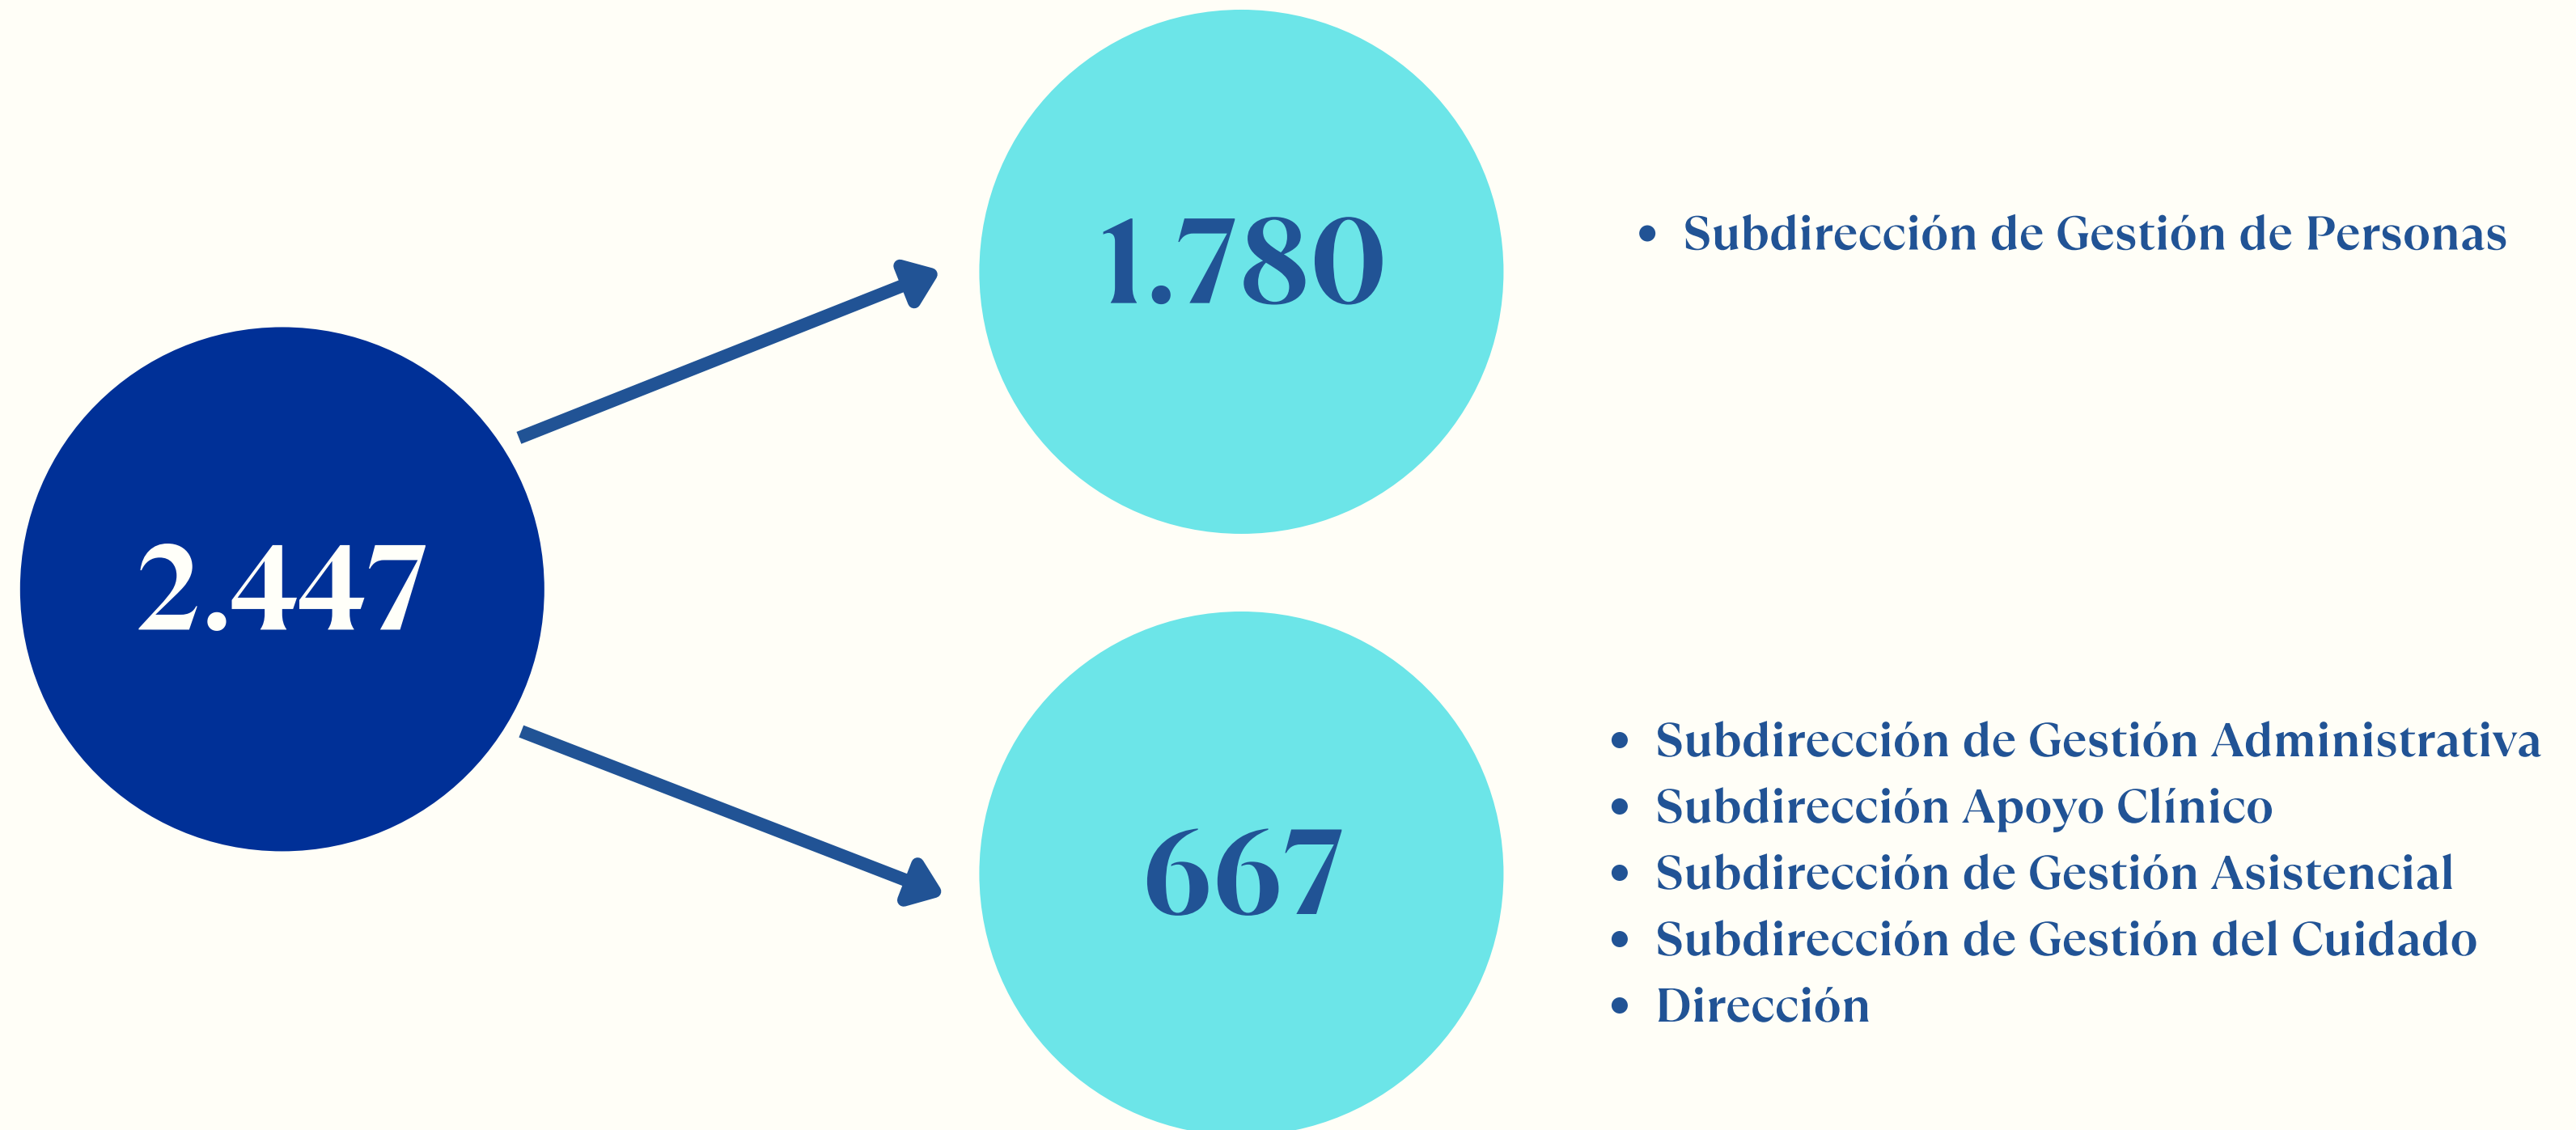 2.447
1.780
• Subdirección de Gestión de Personas
667
• Subdirección de Gestión Administrativa
• Subdirección Apoyo Clínico
• Subdirección de Gestión Asistencial
• Subdirección de Gestión del Cuidado
• Dirección